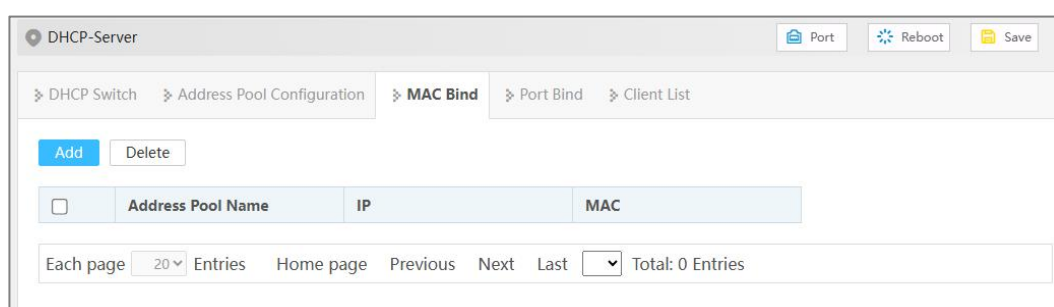 DHCP-Server Port Reboot Save
DHCP Switch Address Pool Configuration MAC Bind Port Bind Client List
Add Delete
Address Pool Name IP MAC
Each page 20 Entries Home page Previous Next Last Total: 0 Entries